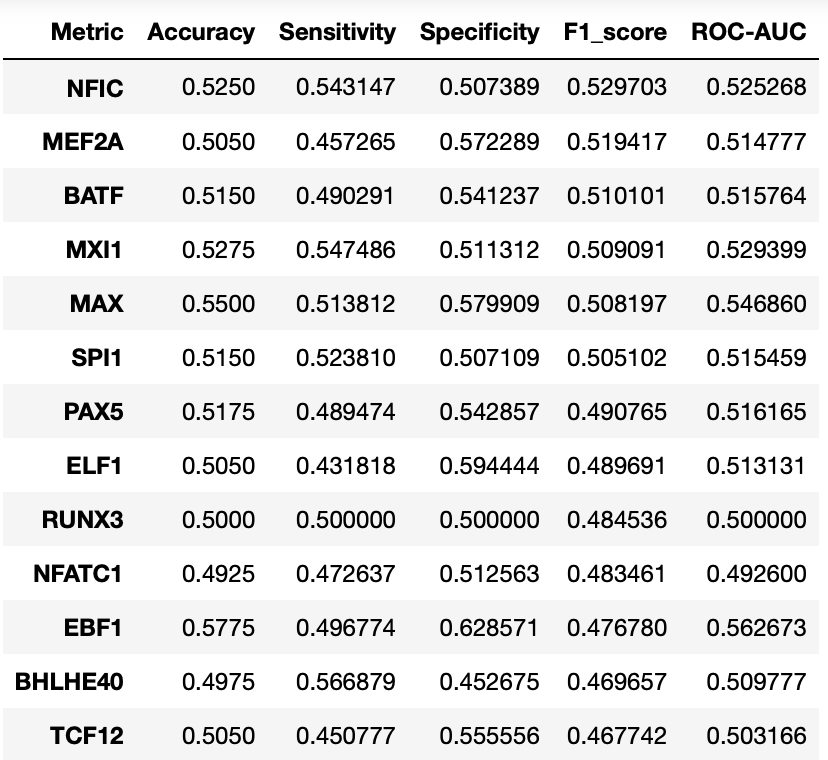 Metric Accuracy Sensitivity Specificity F1_score ROC-AUC
NFIC 0.5250 0.543147 0.507389 0.529703 0.525268
MEF2A 0.5050 0.457265 0.572289 0.519417 0.514777
BATF 0.5150 0.490291 0.541237 0.510101 0.515764
MXI1 0.5275 0.547486 0.511312 0.509091 0.529399
MAX 0.5500 0.513812 0.579909 0.508197 0.546860
SPI1 0.5150 0.523810 0.507109 0.505102 0.515459
PAX5 0.5175 0.489474 0.542857 0.490765 0.516165
ELF1 0.5050 0.431818 0.594444 0.489691 0.513131
RUNX3 0.5000 0.500000 0.500000 0.484536 0.500000
NFATC1 0.4925 0.472637 0.512563 0.483461 0.492600
EBF1 0.5775 0.496774 0.628571 0.476780 0.562673
BHLHE40 0.4975 0.566879 0.452675 0.469657 0.509777
TCF12 0.5050 0.450777 0.555556 0.467742 0.503166